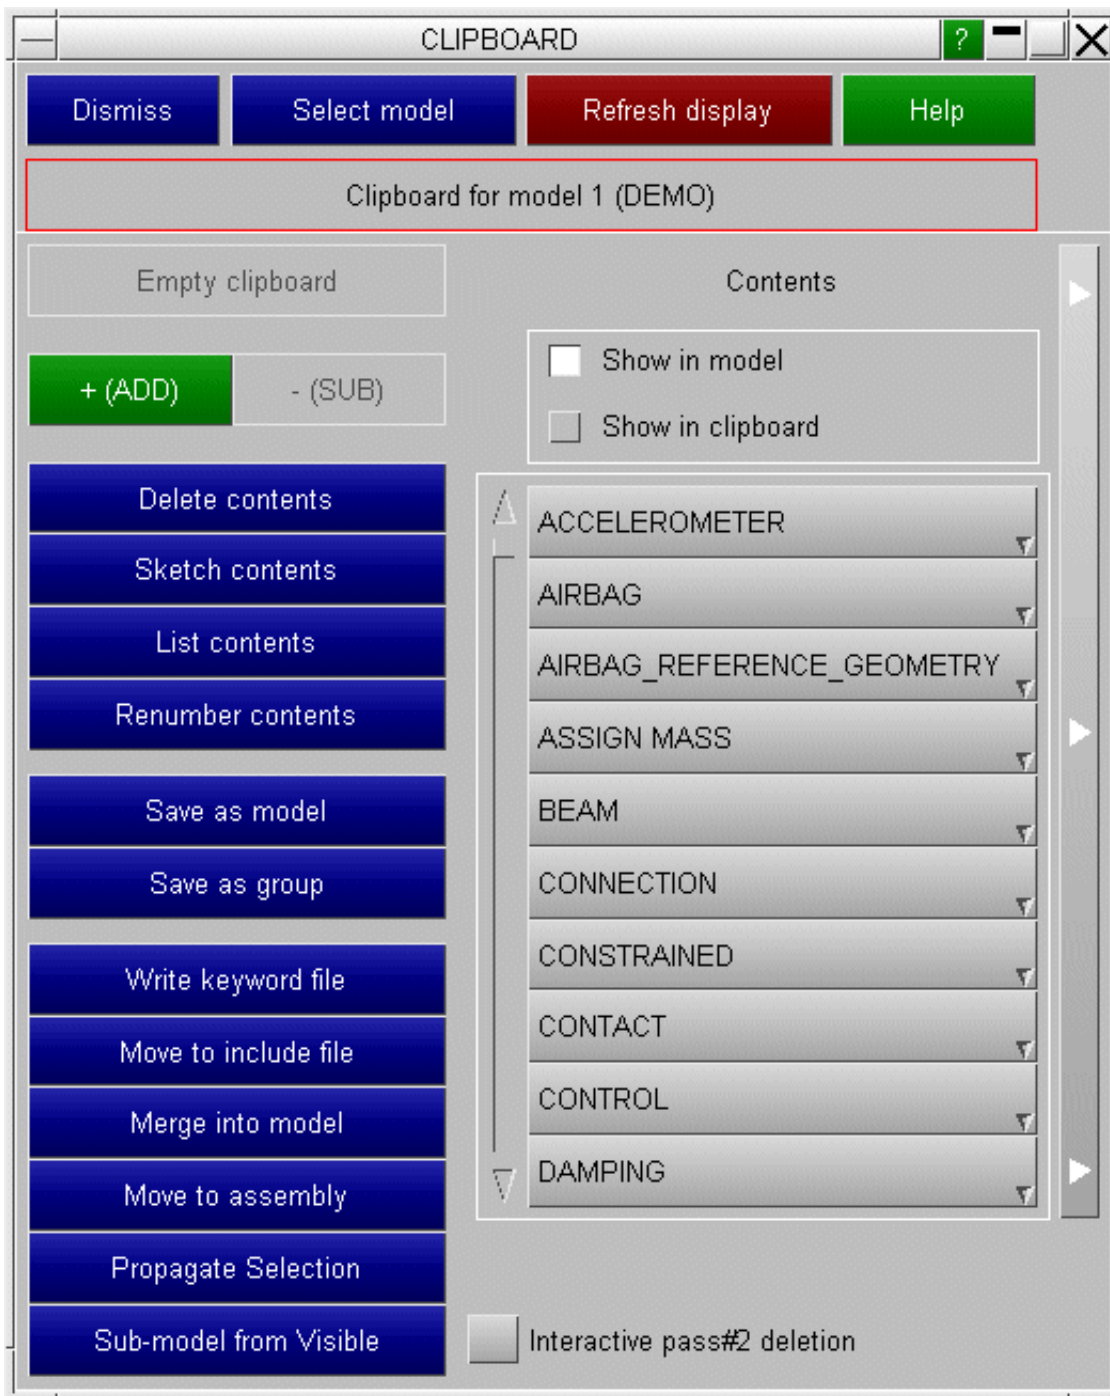 CLIPBOARD ?
Dismiss Select model Refresh display Help
Clipboard for model 1 (DEMO)
Empty clipboard
+ (ADD) - (SUB)
Delete contents
Sketch contents
List contents
Renumber contents
Save as model
Save as group
Write keyword file
Move to include file
Merge into model
Move to assembly
Propagate Selection
Sub-model from Visible
Contents
Show in model
Show in clipboard
ACCELEROMETER
AIRBAG
AIRBAG_REFERENCE_GEOMETRY
ASSIGN MASS
BEAM
CONNECTION
CONSTRAINED
CONTACT
CONTROL
DAMPING
Interactive pass#2 deletion